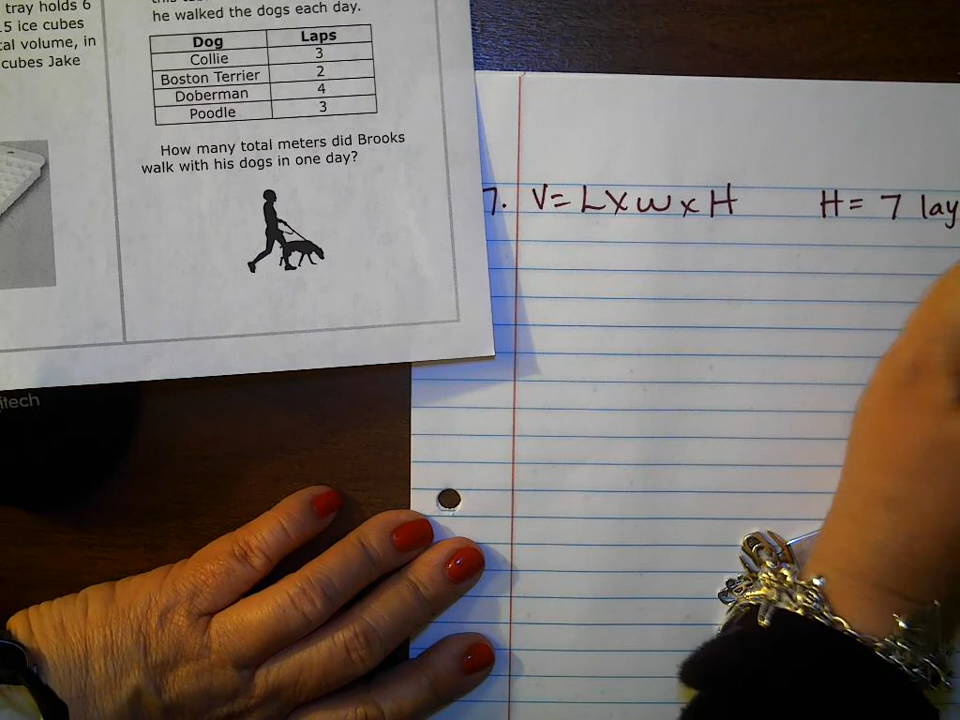 tray holds 6
5 ice cubes
tal volume, in
cubes Jake
he walked the dogs each day.
Dog Laps
Collie 3
Boston Terrier 2
Doberman 4
Poodle 3
How many total meters did Brooks
walk with his dogs in one day?
7. V= L x w x H H= 7 lay
itech